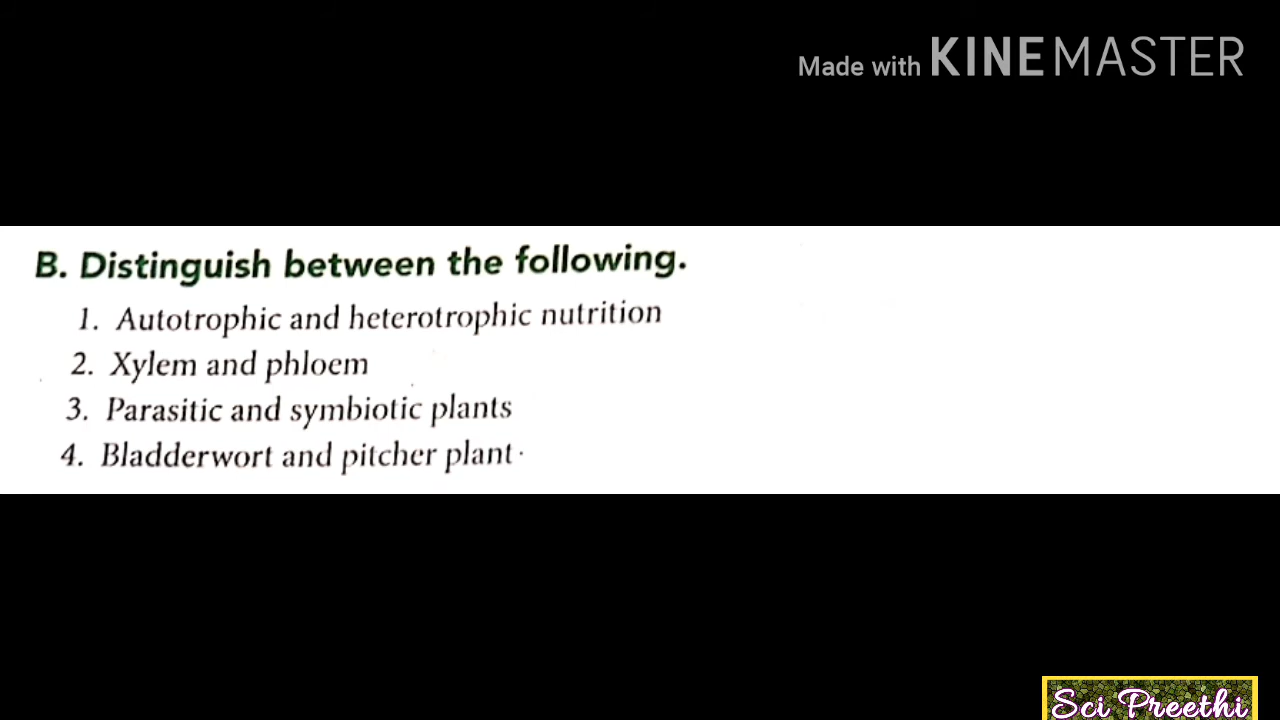 Made with KINEMASTER
B. Distinguish between the following.
1. Autotrophic and heterotrophic nutrition
2. Xylem and phloem
3. Parasitic and symbiotic plants
4. Bladderwort and pitcher plant
Sci Preethi